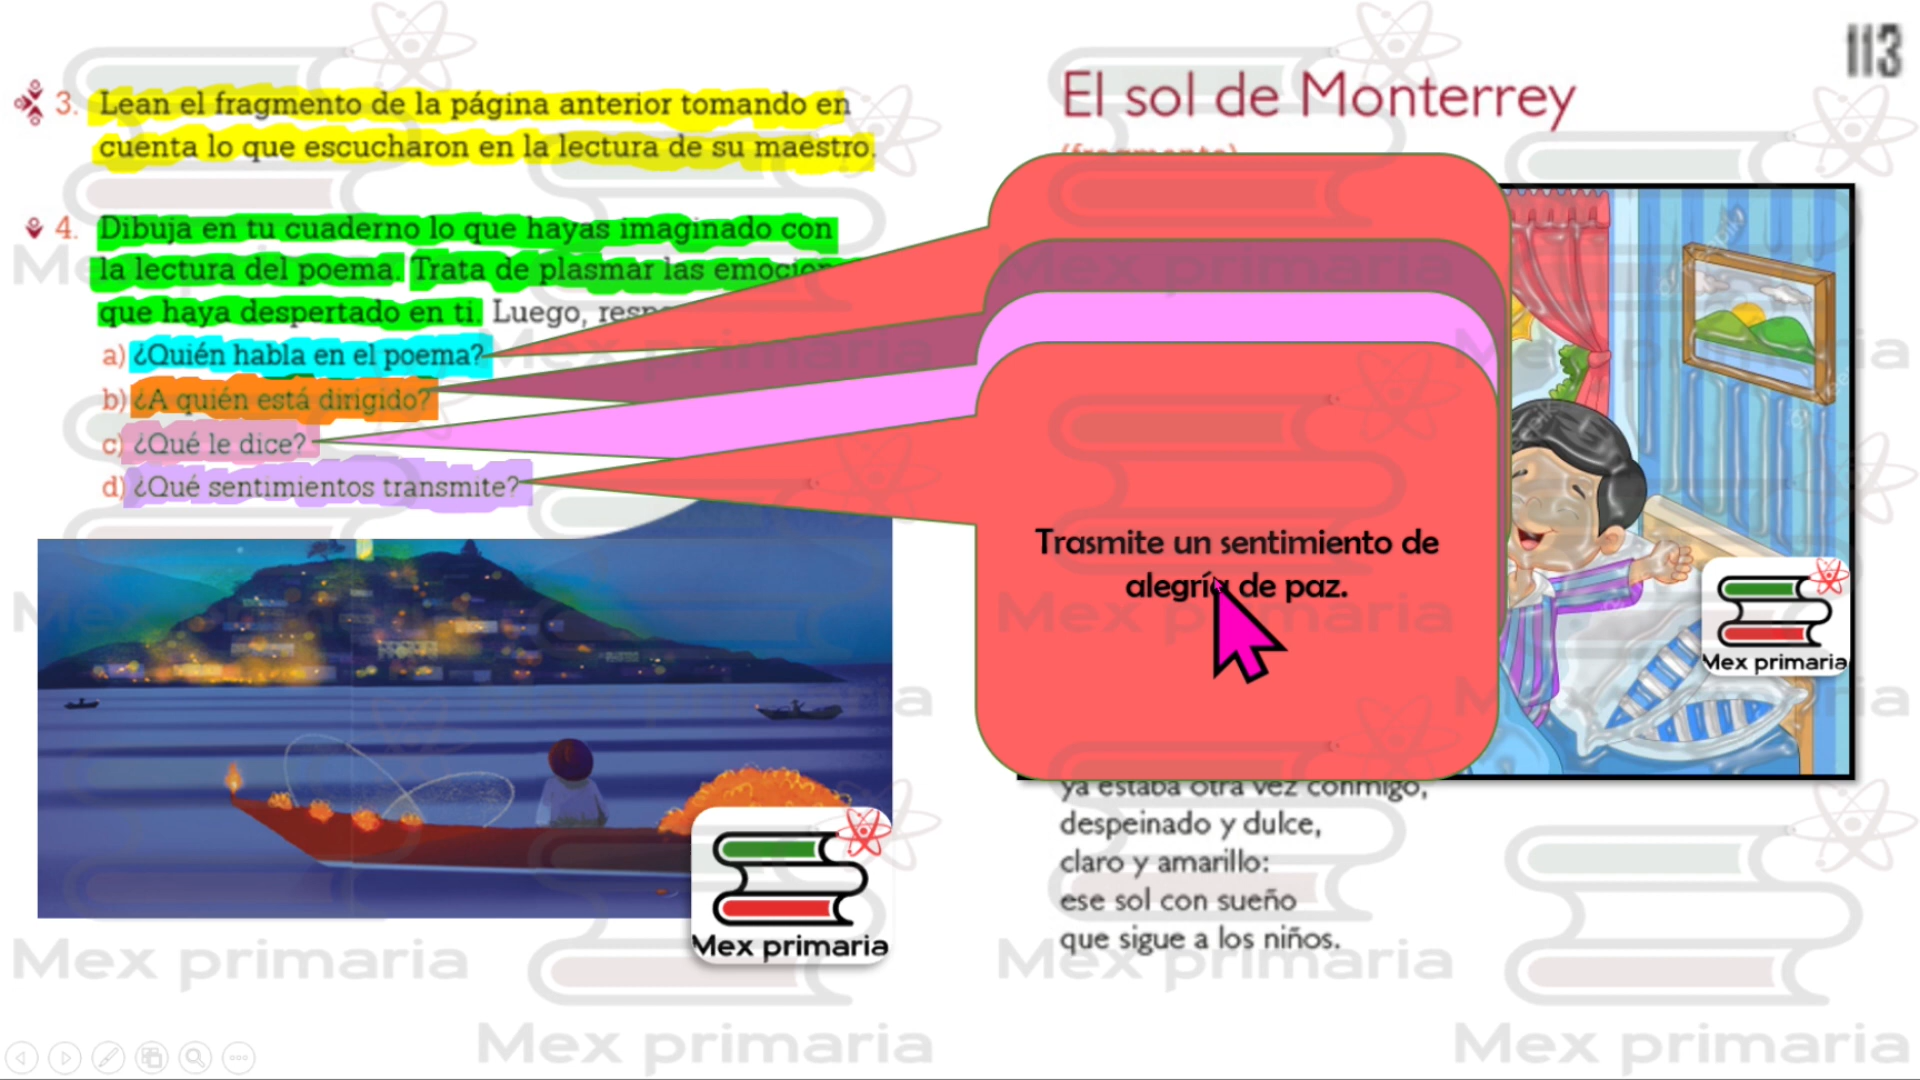 113
3. Lean el fragmento de la página anterior tomando en
cuenta lo que escucharon en la lectura de su maestro.
4. Dibuja en tu cuaderno lo que hayas imaginado con
la lectura del poema. Trata de plasmar las
que haya despertado en ti. Luego,
a) ¿Quién habla en el poema?
b) ¿A quién está dirigido?
c) ¿Qué le dice?
d) ¿Qué sentimientos transmite?
Mex primaria
El sol de Monterrey
(fragmento)
Trasmite un sentimiento de
alegría de paz.
Mex primaria
ya estaba otra vez conmigo,
despeinado y dulce,
claro y amarillo:
ese sol con sueño
que sigue a los niños.
Mex primaria
Mex primaria
Mex primaria
Mex primaria